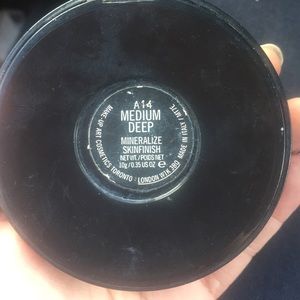 A14
MEDIUM
DEEP
MINERALIZE
SKINFINISH
NET WT./POIDS NET
10g/0.35 US OZ ℮
MAKE-UP ART COSMETICS TORONTO · LONDON W1K 3BG MADE IN ITALY